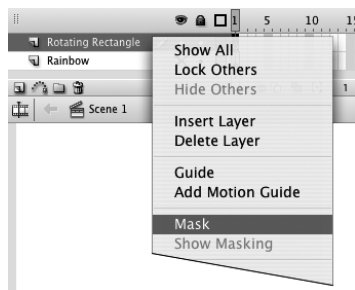 1 5 10 15
Rotating Rectangle
Rainbow
1
Scene 1
Show All
Lock Others
Hide Others
Insert Layer
Delete Layer
Guide
Add Motion Guide
Mask
Show Masking